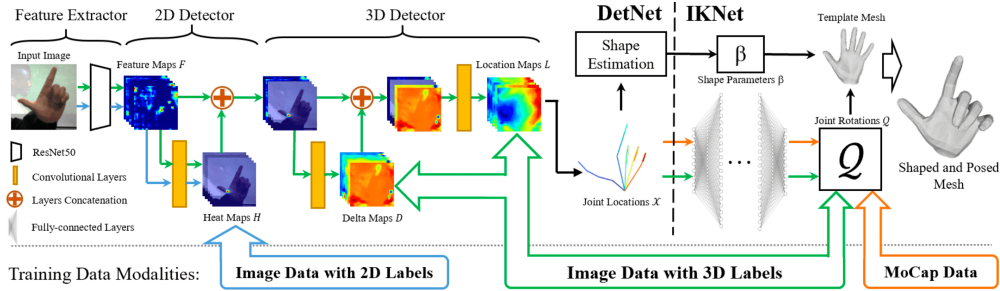 Feature Extractor
2D Detector
3D Detector
DetNet
IKNet
Input Image
Feature Maps F
Location Maps L
Shape
Estimation
β
Shape Parameters β
Template Mesh
ResNet50
Convolutional Layers
Layers Concatenation
Fully-connected Layers
Heat Maps H
Delta Maps D
Joint Locations X
Joint Rotations Q
Q
Shaped and Posed
Mesh
Training Data Modalities:
Image Data with 2D Labels
Image Data with 3D Labels
MoCap Data